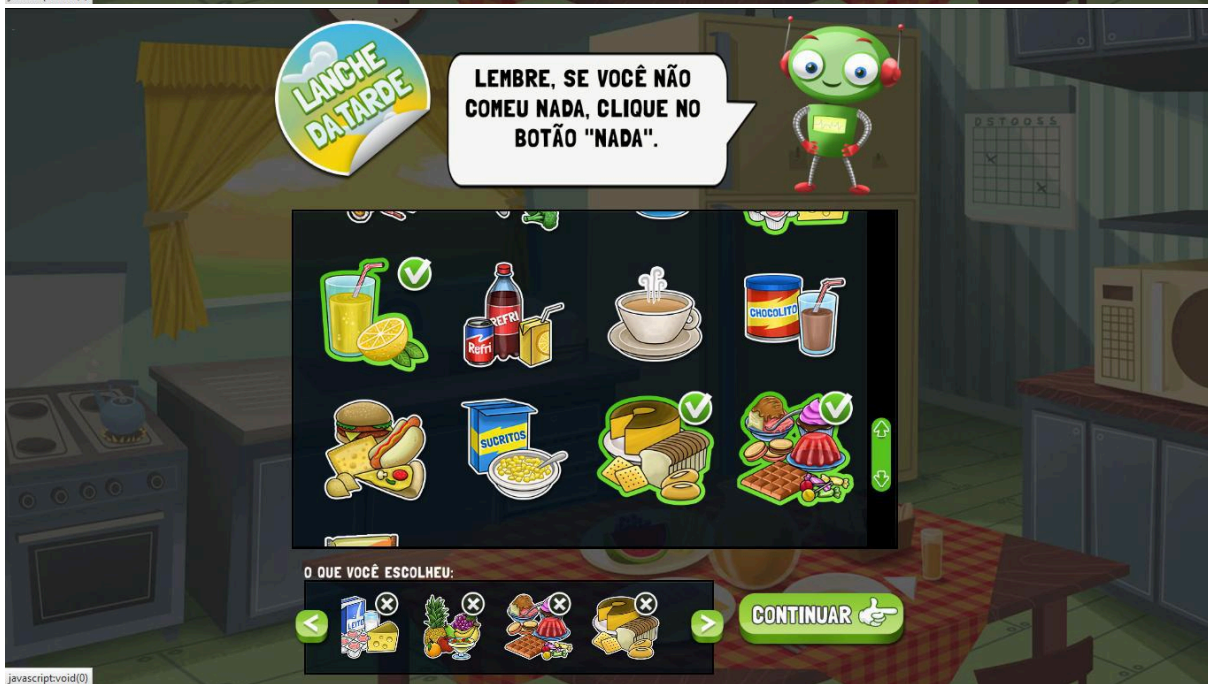 LANCHE
DA TARDE
LEMBRE, SE VOCÊ NÃO
COMEU NADA, CLIQUE NO
BOTÃO "NADA".
D S T Q Q S S
REFRI
Refri
CHOCOLITO
SUCRITOS
O QUE VOCÊ ESCOLHEU:
LEITE
CONTINUAR
javascript:void(0)